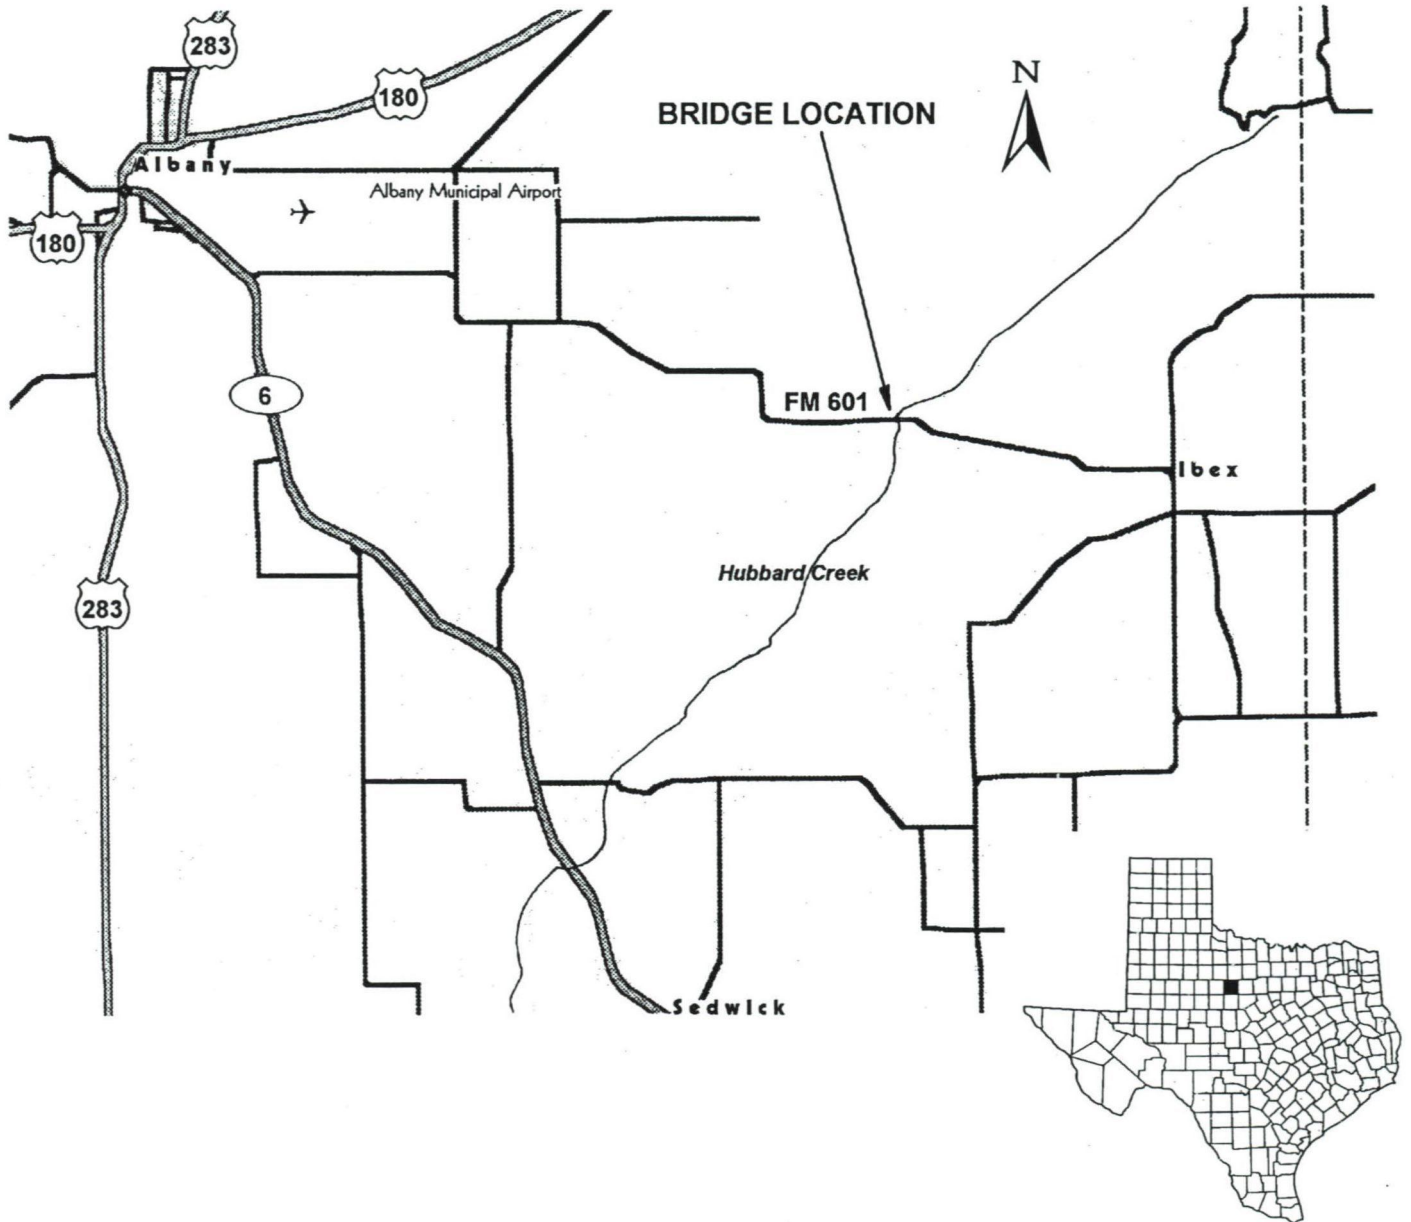 283
180
N
BRIDGE LOCATION
Albany
Albany Municipal Airport
180
6
FM 601
Ibex
Hubbard Creek
283
Sedwick